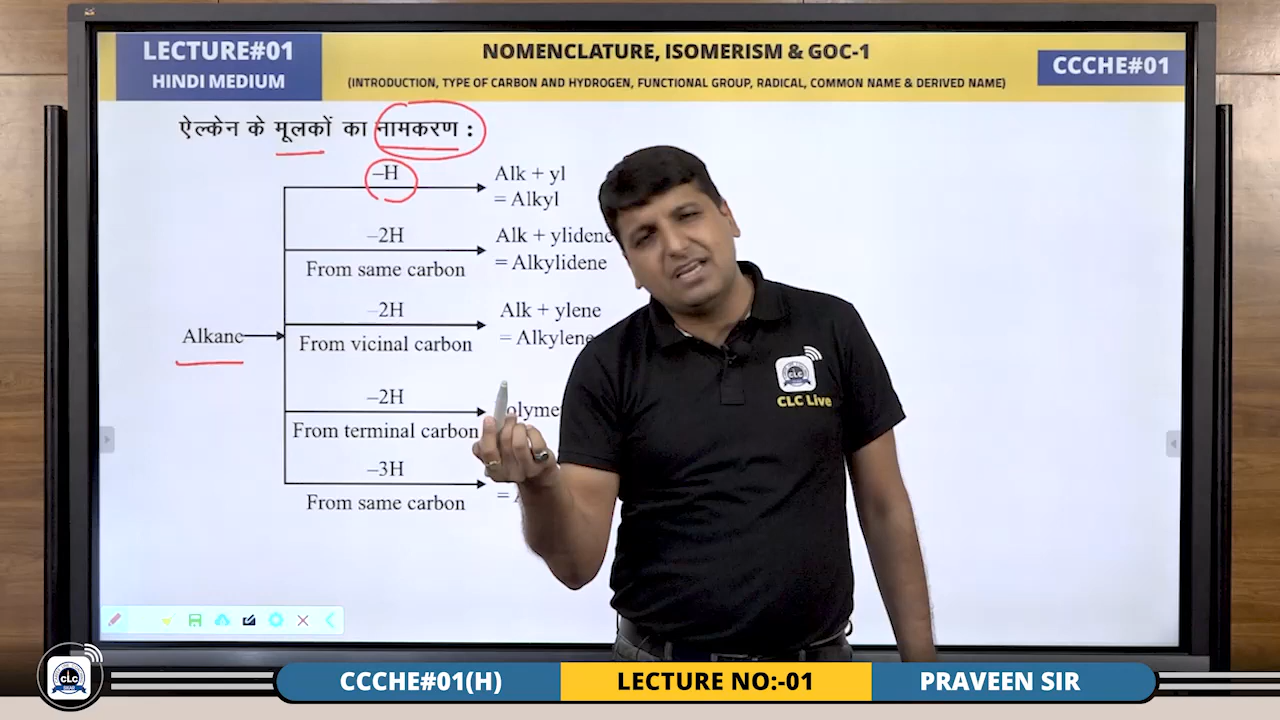 LECTURE#01
HINDI MEDIUM
NOMENCLATURE, ISOMERISM & GOC-1
(INTRODUCTION, TYPE OF CARBON AND HYDROGEN, FUNCTIONAL GROUP, RADICAL, COMMON NAME & DERIVED NAME)
CCCHE#01
ऐल्केन के मूलकों का नामकरण :
–H
Alk + yl
= Alkyl
–2H
From same carbon
Alk + ylidene
= Alkylidene
–2H
From vicinal carbon
Alk + ylene
= Alkylene
Alkane
–2H
From terminal carbon
–3H
From same carbon
=
CLC
CLC Live
CLC
SIKAR
CCCHE#01(H)
LECTURE NO:-01
PRAVEEN SIR